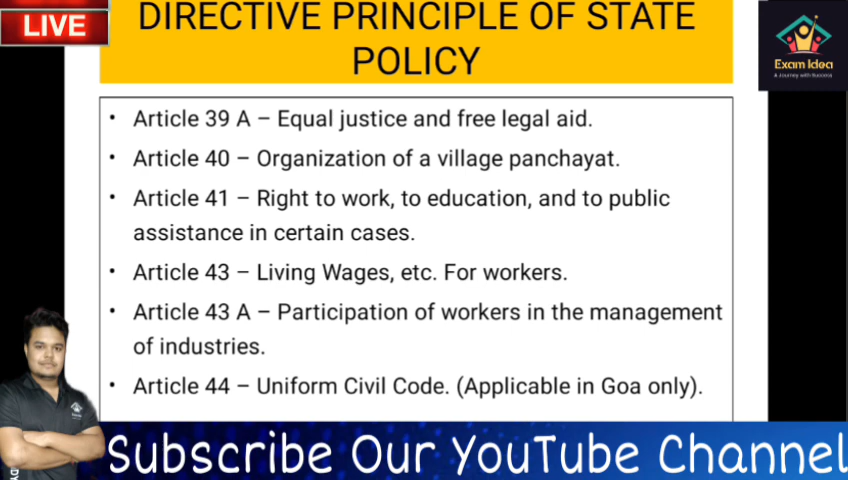 LIVE
DIRECTIVE PRINCIPLE OF STATE
POLICY
Exam Idea
A Journey with Success
• Article 39 A – Equal justice and free legal aid.
• Article 40 – Organization of a village panchayat.
• Article 41 – Right to work, to education, and to public
assistance in certain cases.
• Article 43 – Living Wages, etc. For workers.
• Article 43 A – Participation of workers in the management
of industries.
• Article 44 – Uniform Civil Code. (Applicable in Goa only).
Subscribe Our YouTube Channel